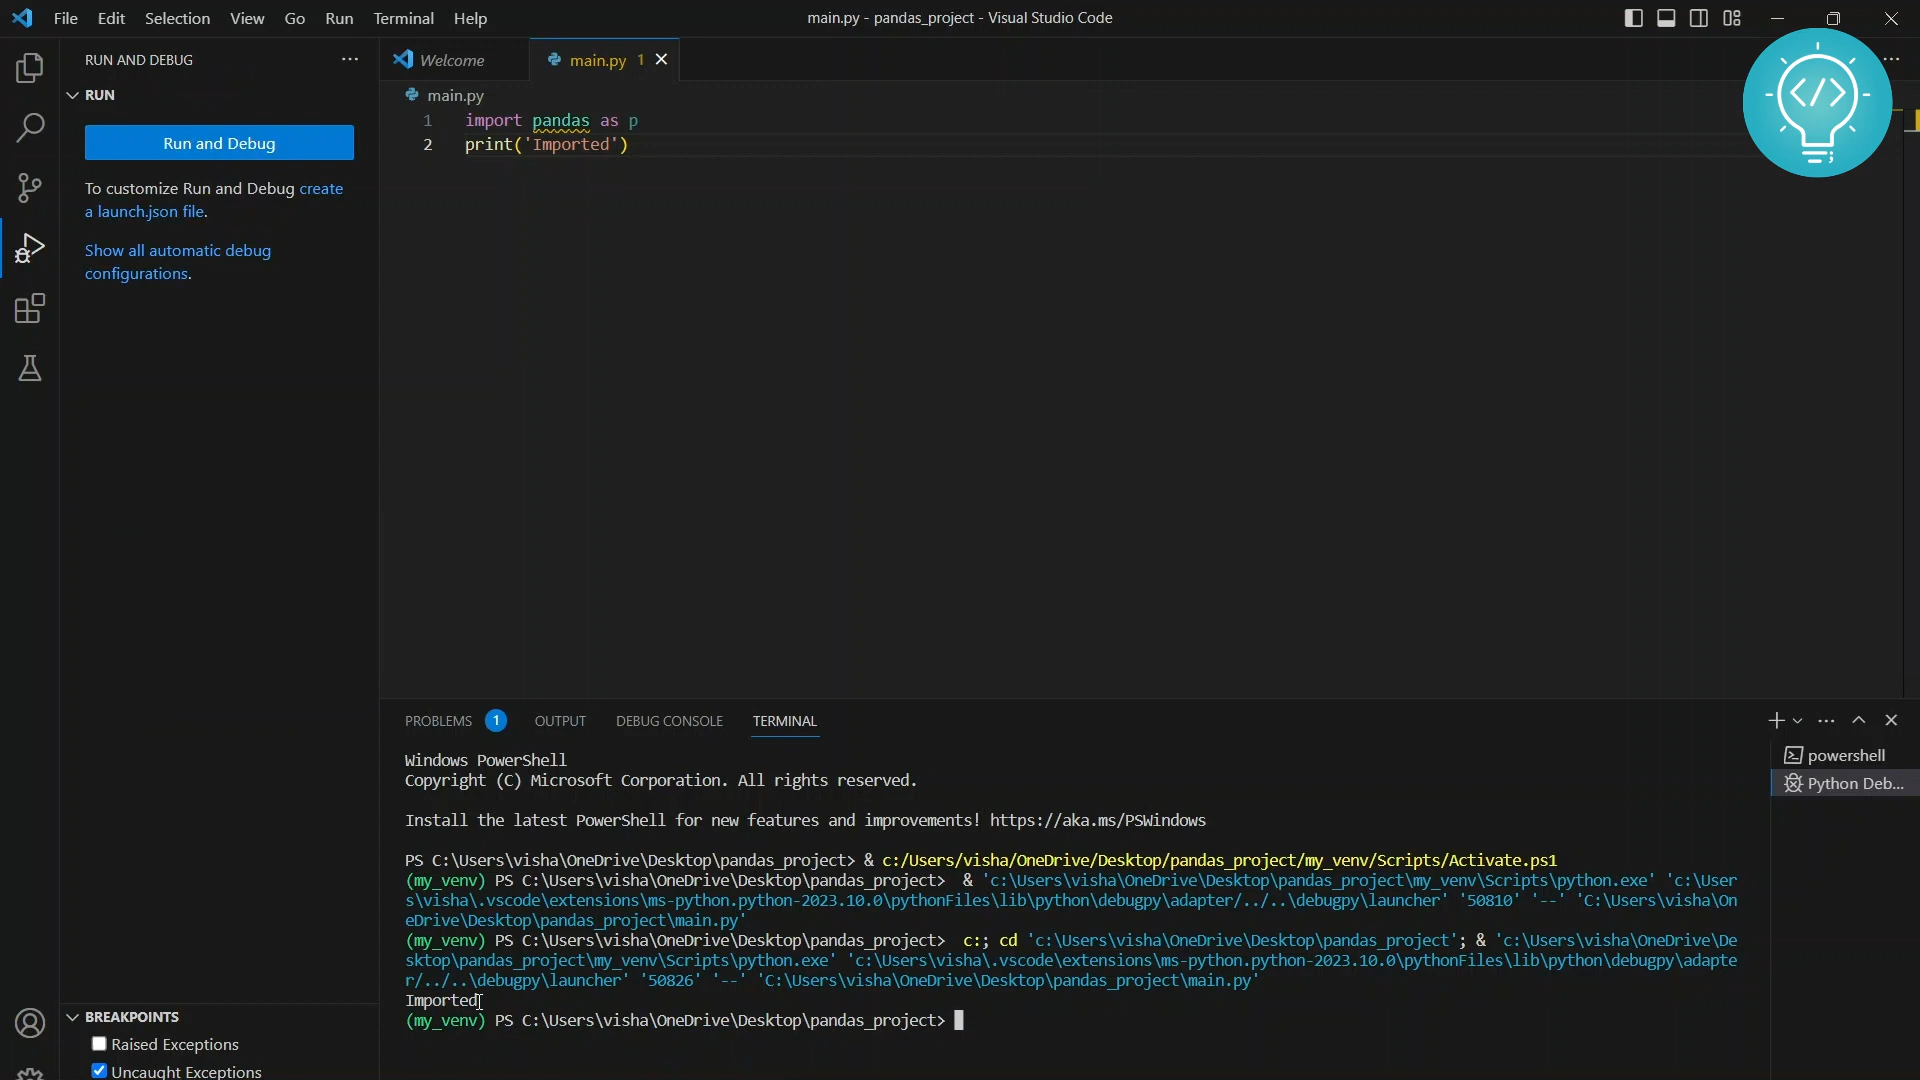 File Edit Selection View Go Run Terminal Help
main.py - pandas_project - Visual Studio Code
RUN AND DEBUG
RUN
Run and Debug
To customize Run and Debug create
a launch.json file.
Show all automatic debug
configurations.
Welcome
main.py 1
main.py
1 import pandas as p
2 print('Imported')
</>
PROBLEMS 1 OUTPUT DEBUG CONSOLE TERMINAL
Windows PowerShell
Copyright (C) Microsoft Corporation. All rights reserved.
Install the latest PowerShell for new features and improvements! https://aka.ms/PSWindows
PS C:\Users\visha\OneDrive\Desktop\pandas_project> & c:/Users/visha/OneDrive/Desktop/pandas_project/my_venv/Scripts/Activate.ps1
(my_venv) PS C:\Users\visha\OneDrive\Desktop\pandas_project>  & 'c:\Users\visha\OneDrive\Desktop\pandas_project\my_venv\Scripts\python.exe' 'c:\User
s\visha\.vscode\extensions\ms-python.python-2023.10.0\pythonFiles\lib\python\debugpy\adapter/../..\debugpy\launcher' '50810' '--' 'C:\Users\visha\On
eDrive\Desktop\pandas_project\main.py'
(my_venv) PS C:\Users\visha\OneDrive\Desktop\pandas_project>  c:; cd 'c:\Users\visha\OneDrive\Desktop\pandas_project'; & 'c:\Users\visha\OneDrive\De
sktop\pandas_project\my_venv\Scripts\python.exe' 'c:\Users\visha\.vscode\extensions\ms-python.python-2023.10.0\pythonFiles\lib\python\debugpy\adapte
r/../..\debugpy\launcher' '50826' '--' 'C:\Users\visha\OneDrive\Desktop\pandas_project\main.py'
Imported
(my_venv) PS C:\Users\visha\OneDrive\Desktop\pandas_project>
powershell
Python Deb...
BREAKPOINTS
Raised Exceptions
Uncaught Exceptions